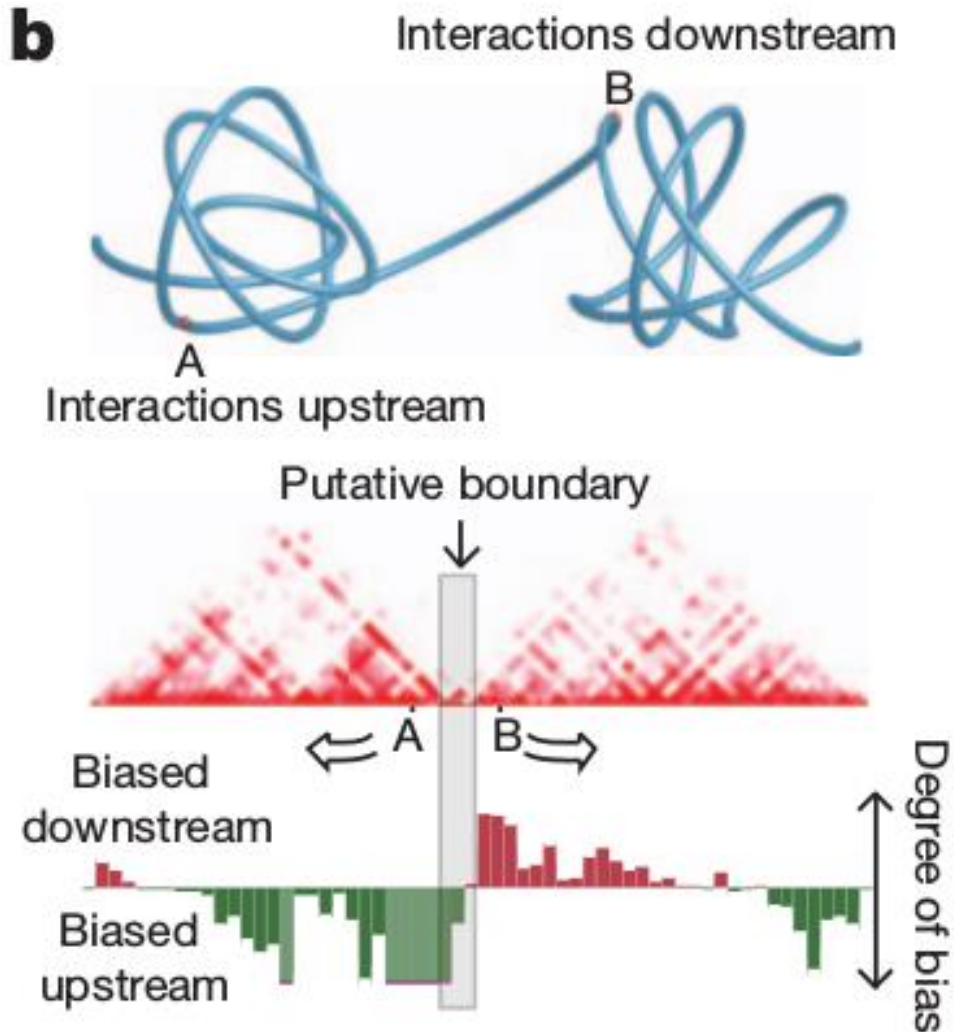 b
Interactions downstream
B
A
Interactions upstream
Putative boundary
A
B
Biased
downstream
Biased
upstream
Degree of bias